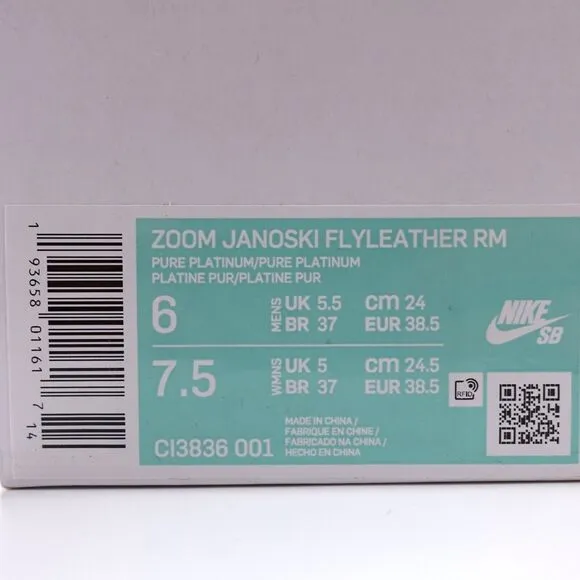 1 93658 01161 7 14
ZOOM JANOSKI FLYLEATHER RM
PURE PLATINUM/PURE PLATINUM
PLATINE PUR/PLATINE PUR
6 MENS UK 5.5 cm 24
BR 37 EUR 38.5
7.5 WMNS UK 5 cm 24.5
BR 37 EUR 38.5
NIKE
SB
RFID
MADE IN CHINA /
FABRIQUE EN CHINE /
FABRICADO NA CHINA /
HECHO EN CHINA
CI3836 001